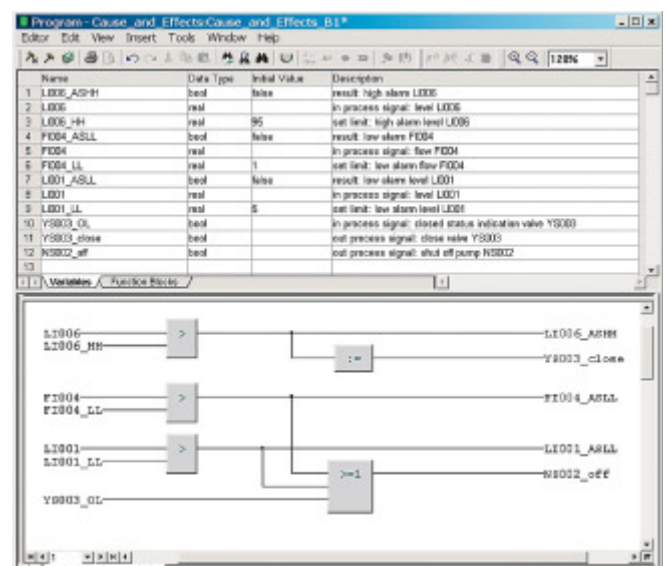 Program - Cause_and_Effects:Cause_and_Effects_B1*
Editor Edit View Insert Tools Window Help
128%
Name Data Type Initial Value Description
1 LI006_ASHH bool false result: high alarm LI006
2 LI006 real in process signal: level LI006
3 LI006_HH real 95 set limit: high alarm level LI006
4 FI004_ASLL bool false result: low alarm FI004
5 FI004 real in process signal: flow FI004
6 FI004_LL real 1 set limit: low alarm flow FI004
7 LI001_ASLL bool false result: low alarm level LI001
8 LI001 real in process signal: level LI001
9 LI001_LL real 5 set limit: low alarm level LI001
10 YS003_OL bool in process signal: closed status indication valve YS003
11 YS003_close bool out process signal: close valve YS003
12 NS002_off bool out process signal: shut off pump NS002
13
Variables Function Blocks
LI006 > LI006_ASHH
LI006_HH
:= YS003_close
FI004 > FI004_ASLL
FI004_LL
LI001 > LI001_ASLL
LI001_LL
>=1 NS002_off
YS003_OL
1